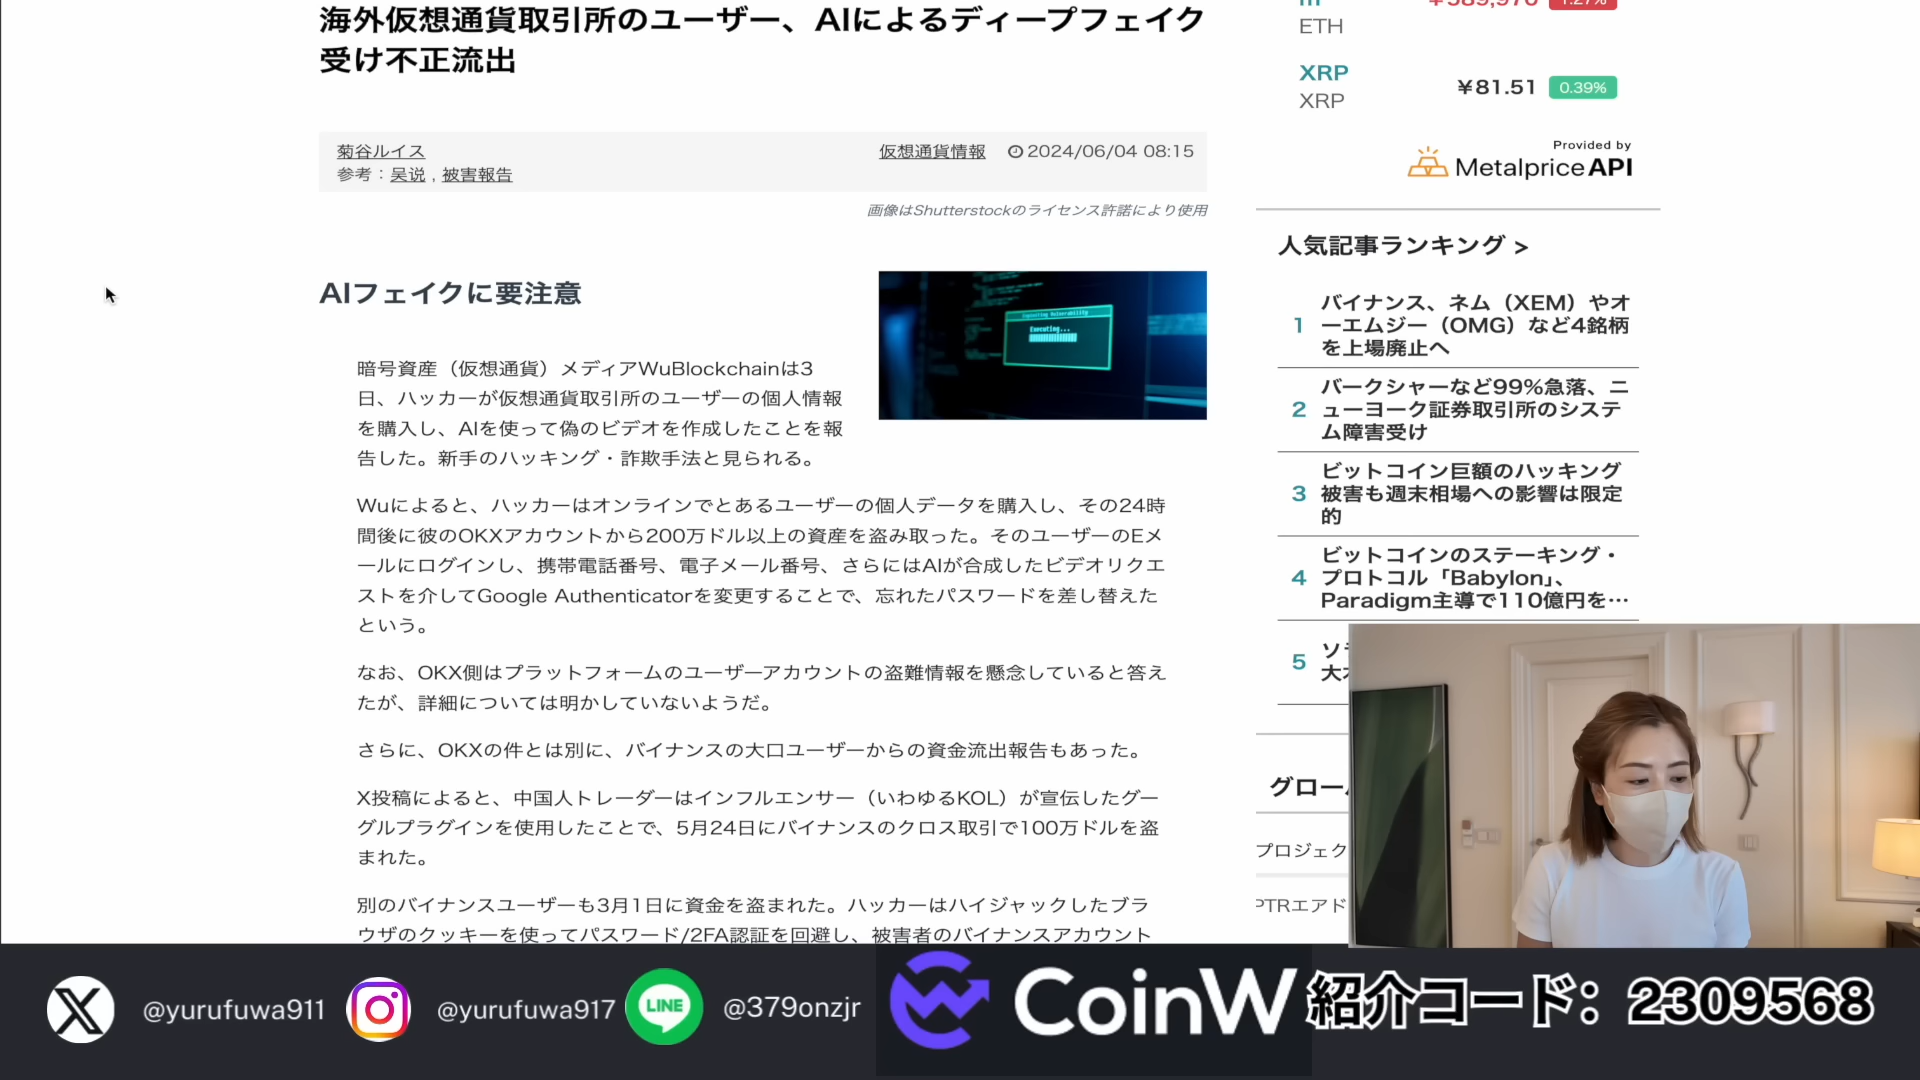 海外仮想通貨取引所のユーザー、AIによるディープフェイク
受け不正流出
菊谷ルイス
参考：吴说 , 被害報告
仮想通貨情報 2024/06/04 08:15
画像はShutterstockのライセンス許諾により使用
AIフェイクに要注意
Executing...
暗号資産（仮想通貨）メディアWuBlockchainは3
日、ハッカーが仮想通貨取引所のユーザーの個人情報
を購入し、AIを使って偽のビデオを作成したことを報
告した。新手のハッキング・詐欺手法と見られる。
Wuによると、ハッカーはオンラインでとあるユーザーの個人データを購入し、その24時
間後に彼のOKXアカウントから200万ドル以上の資産を盗み取った。そのユーザーのEメ
ールにログインし、携帯電話番号、電子メール番号、さらにはAIが合成したビデオリクエ
ストを介してGoogle Authenticatorを変更することで、忘れたパスワードを差し替えた
という。
なお、OKX側はプラットフォームのユーザーアカウントの盗難情報を懸念していると答え
たが、詳細については明かしていないようだ。
さらに、OKXの件とは別に、バイナンスの大口ユーザーからの資金流出報告もあった。
X投稿によると、中国人トレーダーはインフルエンサー（いわゆるKOL）が宣伝したグー
グルプラグインを使用したことで、5月24日にバイナンスのクロス取引で100万ドルを盗
まれた。
別のバイナンスユーザーも3月1日に資金を盗まれた。ハッカーはハイジャックしたブラ
ウザのクッキーを使ってパスワード/2FA認証を回避し、被害者のバイナンスアカウント
ETH
XRP
XRP
¥81.51 0.39%
Provided by
MetalpriceAPI
人気記事ランキング >
1 バイナンス、ネム（XEM）やオ
ーエムジー（OMG）など4銘柄
を上場廃止へ
2 バークシャーなど99%急落、ニ
ューヨーク証券取引所のシステ
ム障害受け
3 ビットコイン巨額のハッキング
被害も週末相場への影響は限定
的
4 ビットコインのステーキング・
プロトコル「Babylon」、
Paradigm主導で110億円を…
5
グロー
プロジェク
PTRエアド
@yurufuwa911
@yurufuwa917
LINE
@379onzjr
CoinW
紹介コード：2309568